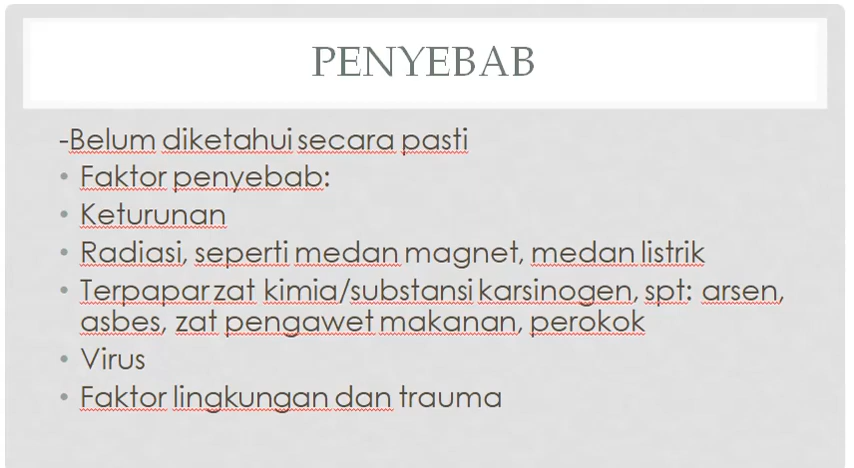 PENYEBAB
-Belum diketahui secara pasti
• Faktor penyebab:
• Keturunan
• Radiasi, seperti medan magnet, medan listrik
• Terpapar zat kimia/substansi karsinogen, spt: arsen,
asbes, zat pengawet makanan, perokok
• Virus
• Faktor lingkungan dan trauma